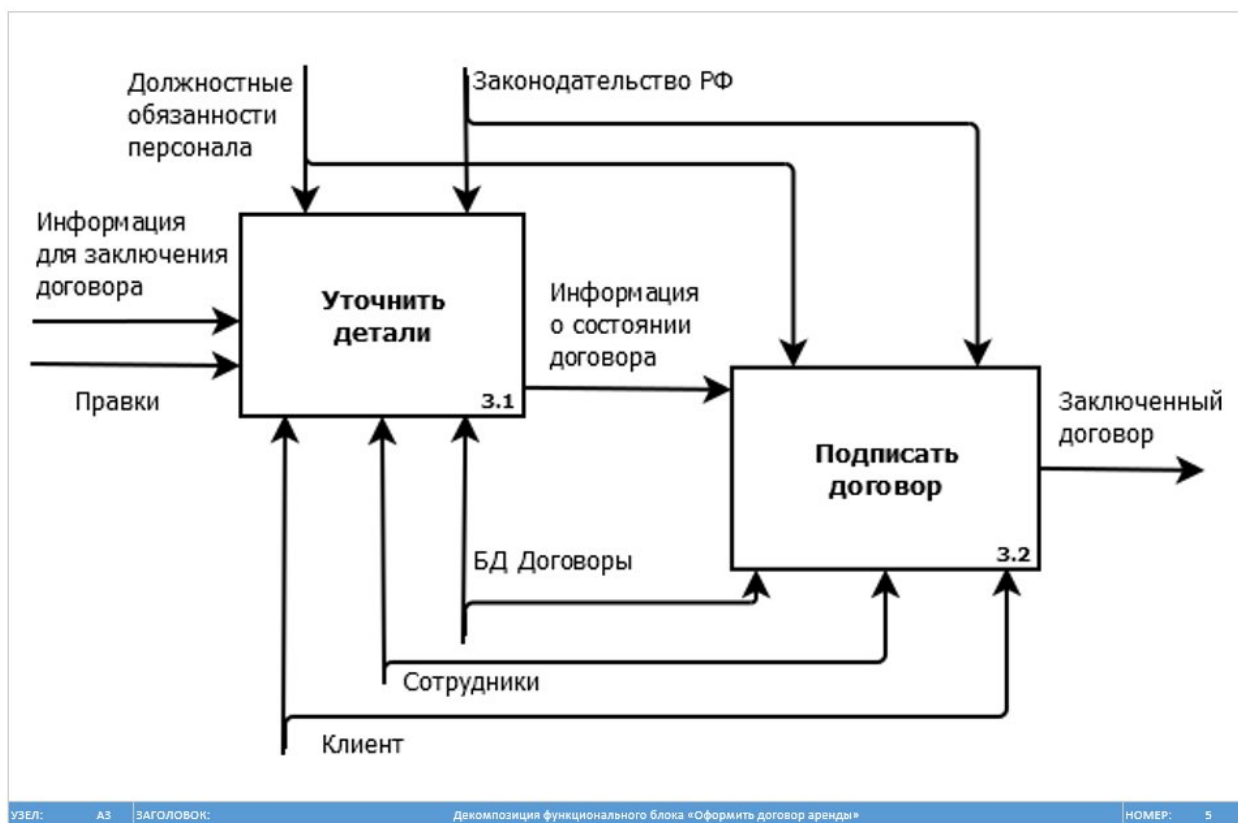 Должностные
обязанности
персонала
Законодательство РФ
Информация
для заключения
договора
Правки
Уточнить
детали
3.1
Информация
о состоянии
договора
Подписать
договор
3.2
Заключенный
договор
БД Договоры
Сотрудники
Клиент
УЗЕЛ: А3 ЗАГОЛОВОК: Декомпозиция функционального блока «Оформить договор аренды» НОМЕР: 5